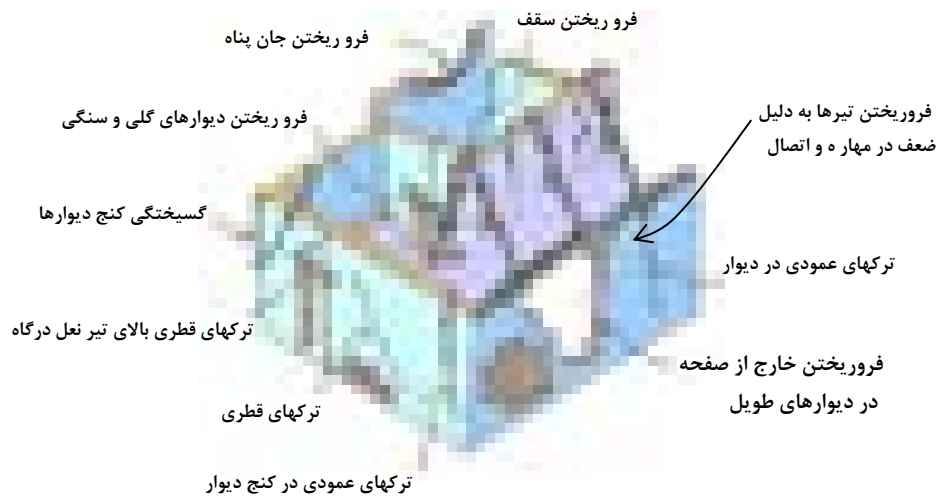 فرو ریختن سقف
فرو ریختن جان پناه
فروریختن تیرها به دلیل
ضعف در مهار ه و اتصال
فرو ریختن دیوارهای گلی و سنگی
گسیختگی کنج دیوارها
ترکهای عمودی در دیوار
ترکهای قطری بالای تیر نعل درگاه
فروریختن خارج از صفحه
در دیوارهای طویل
ترکهای قطری
ترکهای عمودی در کنج دیوار